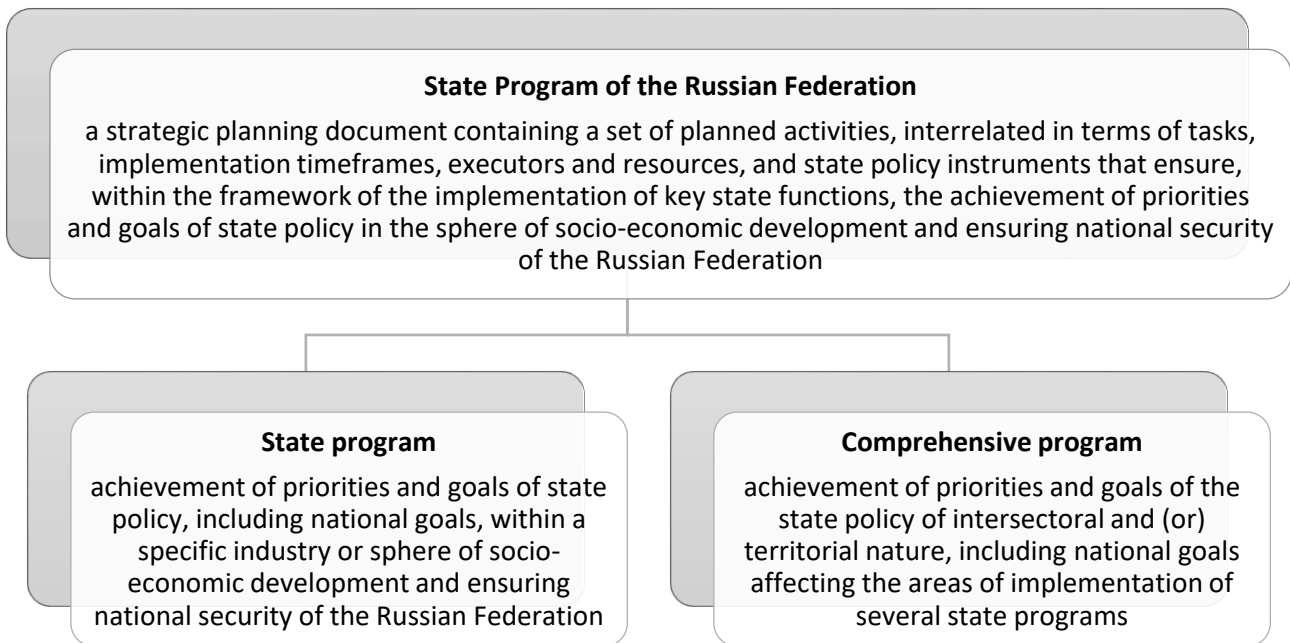 State Program of the Russian Federation
a strategic planning document containing a set of planned activities, interrelated in terms of tasks,
implementation timeframes, executors and resources, and state policy instruments that ensure,
within the framework of the implementation of key state functions, the achievement of priorities
and goals of state policy in the sphere of socio-economic development and ensuring national security
of the Russian Federation
State program
achievement of priorities and goals of state
policy, including national goals, within a
specific industry or sphere of socio-
economic development and ensuring
national security of the Russian Federation
Comprehensive program
achievement of priorities and goals of the
state policy of intersectoral and (or)
territorial nature, including national goals
affecting the areas of implementation of
several state programs